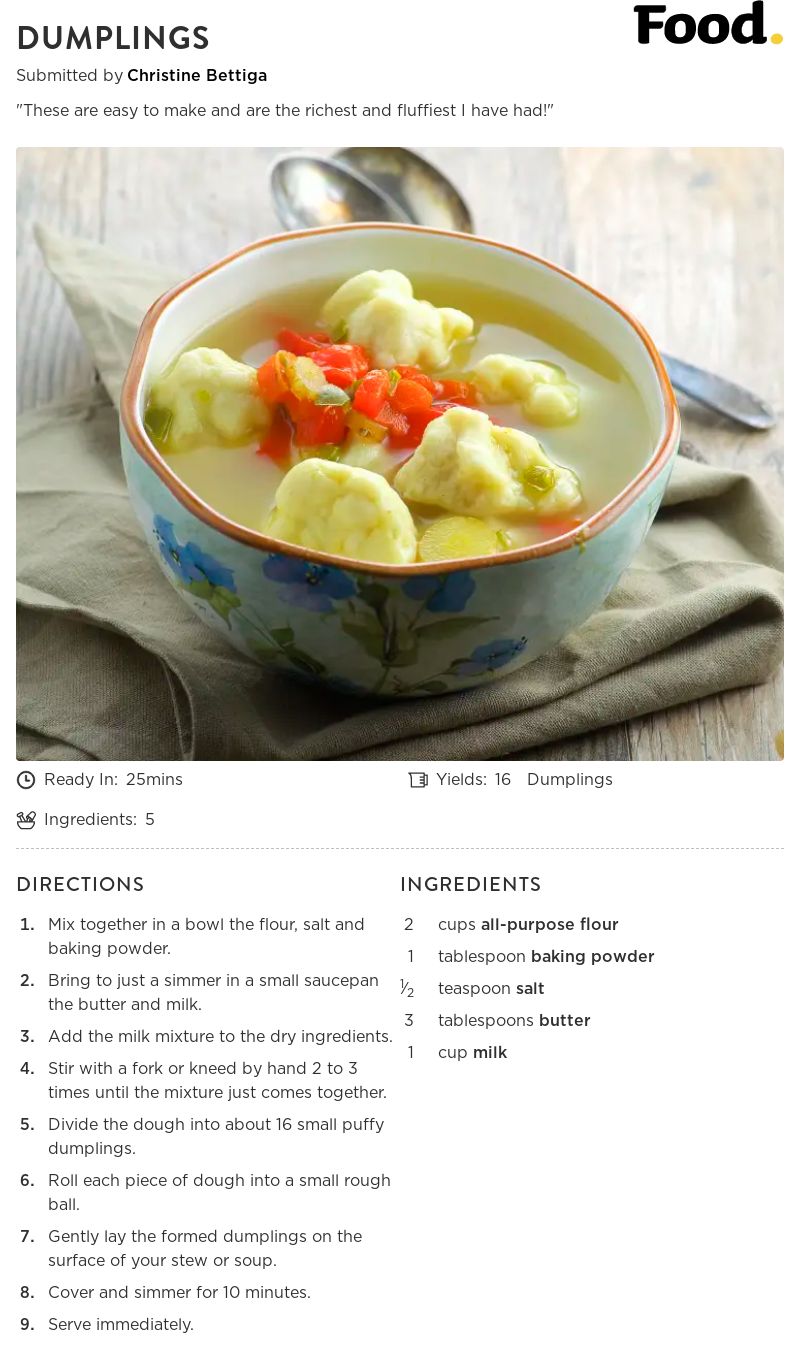 DUMPLINGS
Food.
Submitted by Christine Bettiga
"These are easy to make and are the richest and fluffiest I have had!"
Ready In: 25mins
Yields: 16 Dumplings
Ingredients: 5
DIRECTIONS
1. Mix together in a bowl the flour, salt and
baking powder.
2. Bring to just a simmer in a small saucepan
the butter and milk.
3. Add the milk mixture to the dry ingredients.
4. Stir with a fork or kneed by hand 2 to 3
times until the mixture just comes together.
5. Divide the dough into about 16 small puffy
dumplings.
6. Roll each piece of dough into a small rough
ball.
7. Gently lay the formed dumplings on the
surface of your stew or soup.
8. Cover and simmer for 10 minutes.
9. Serve immediately.
INGREDIENTS
2 cups all-purpose flour
1 tablespoon baking powder
1⁄2 teaspoon salt
3 tablespoons butter
1 cup milk